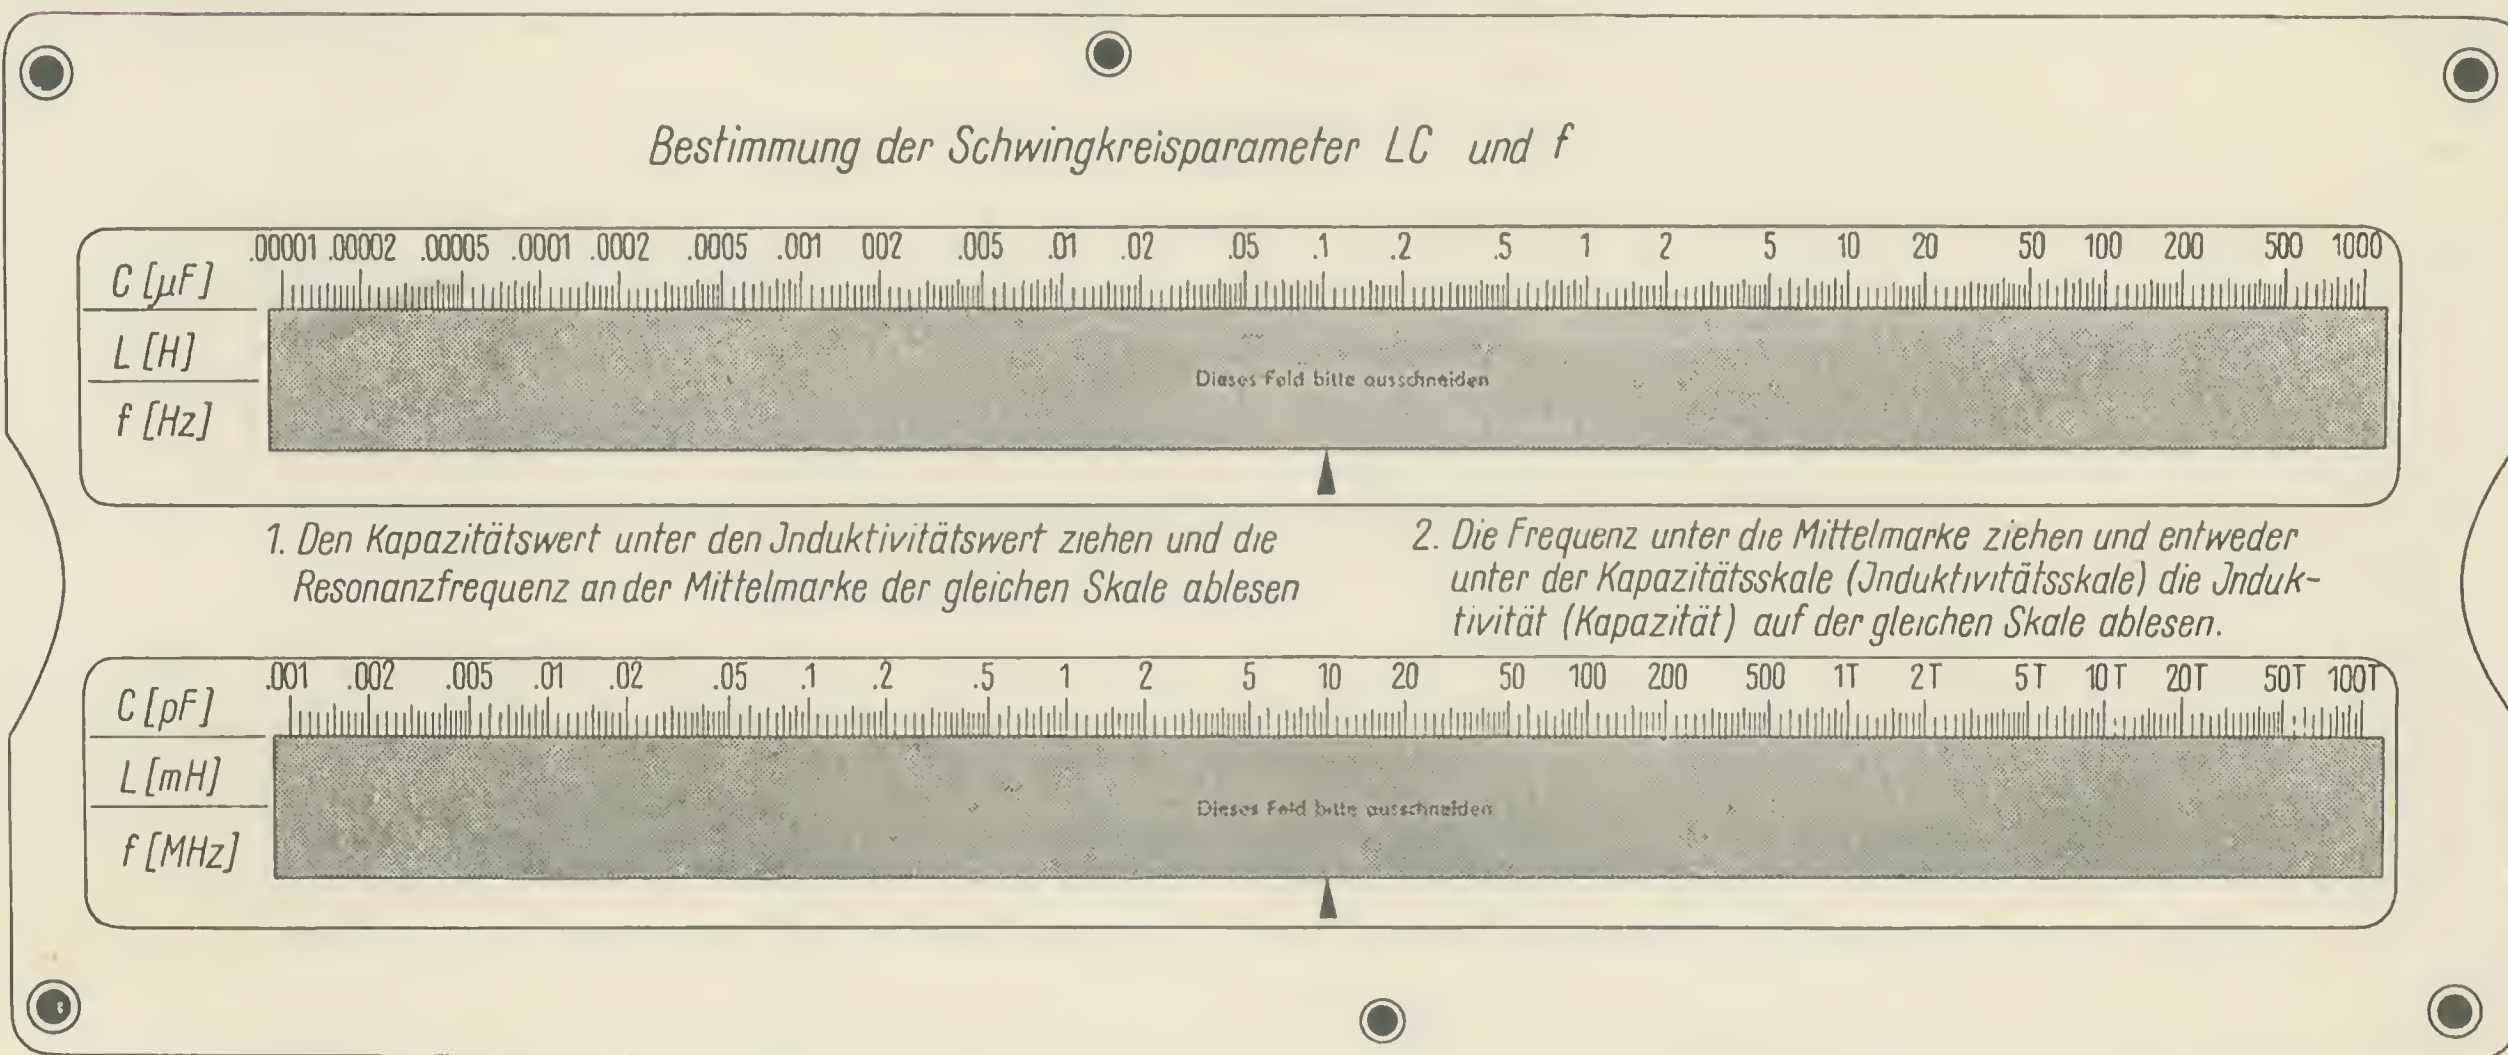 Bestimmung der Schwingkreisparameter LC und f
.00001 .00002 .00005 .0001 .0002 .0005 .001 002 .005 .01 .02 .05 .1 .2 .5 1 2 5 10 20 50 100 200 500 1000
C [µF]
L [H]
Dieses Feld bitte ausschneiden
f [Hz]
1. Den Kapazitätswert unter den Jnduktivitätswert ziehen und die
Resonanzfrequenz an der Mittelmarke der gleichen Skale ablesen
2. Die Frequenz unter die Mittelmarke ziehen und entweder
unter der Kapazitätsskale (Jnduktivitätsskale) die Jnduk-
tivität (Kapazität) auf der gleichen Skale ablesen.
.001 .002 .005 .01 .02 .05 .1 .2 .5 1 2 5 10 20 50 100 200 500 1T 2T 5T 10T 20T 50T 100T
C [pF]
L [mH]
Dieses Feld bitte ausschneiden
f [MHz]